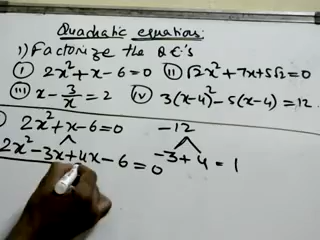 Quadratic equation:
1) Factorize the QE's
(i) 2x² + x - 6 = 0 (ii) √2x² + 7x + 5√2 = 0
(iii) x - 3/x = 2 (iv) 3(x-4)² - 5(x-4) = 12
2x² + x - 6 = 0 -12
2x² - 3x + 4x - 6 = 0 -3 + 4 = 1